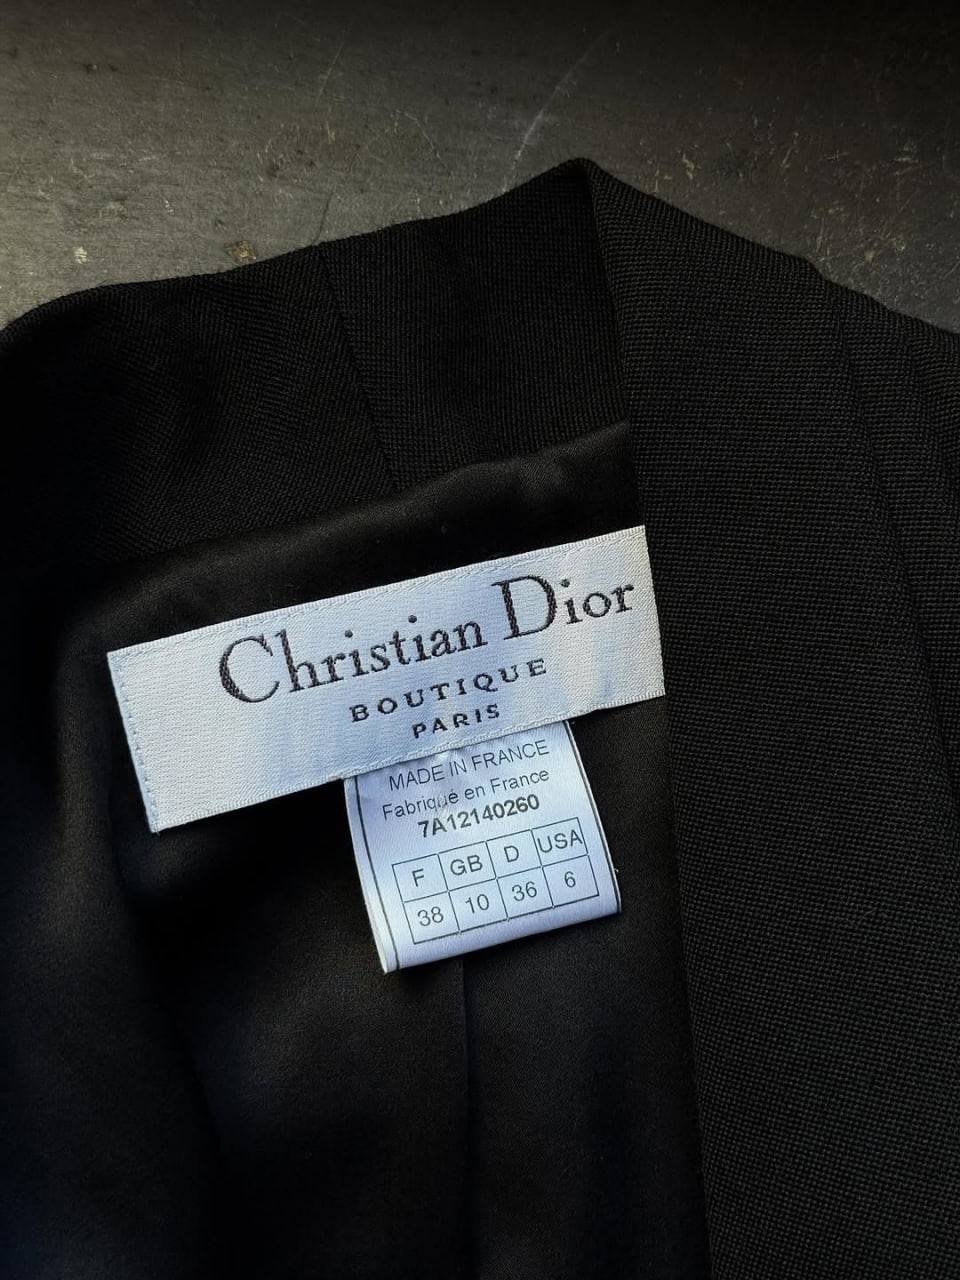 Christian Dior
BOUTIQUE
PARIS
MADE IN FRANCE
Fabriqué en France
7A12140260
F GB D USA
38 10 36 6